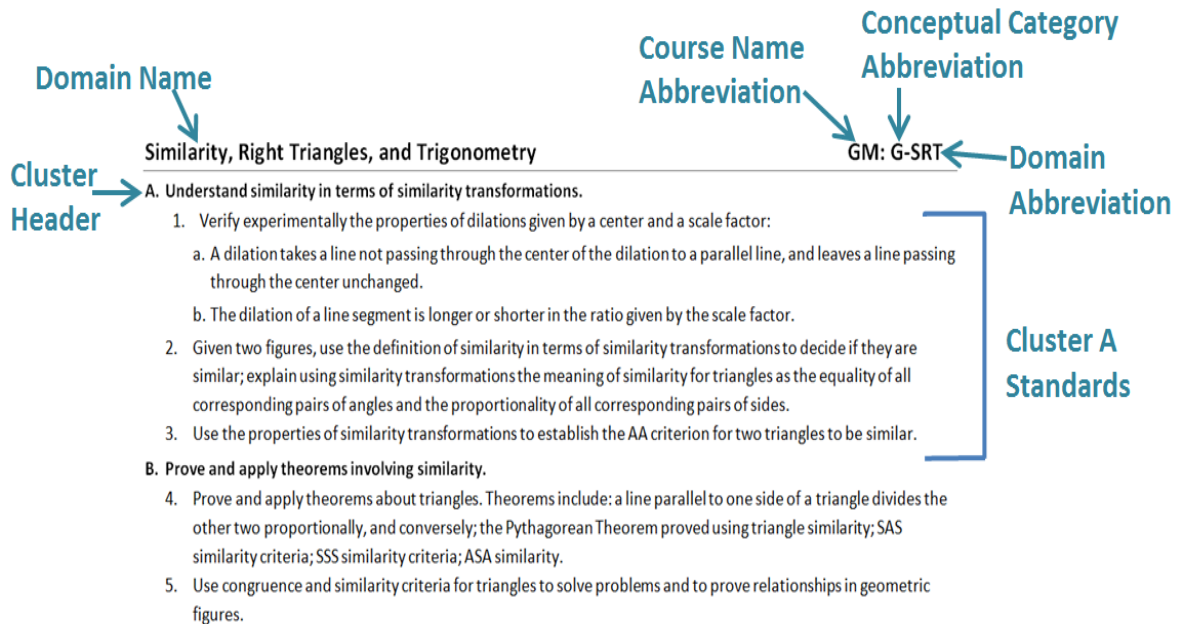 Conceptual Category
Abbreviation
Course Name
Abbreviation
Domain Name
Similarity, Right Triangles, and Trigonometry
GM: G-SRT
Domain
Abbreviation
Cluster
Header
A. Understand similarity in terms of similarity transformations.
1. Verify experimentally the properties of dilations given by a center and a scale factor:
a. A dilation takes a line not passing through the center of the dilation to a parallel line, and leaves a line passing
through the center unchanged.
b. The dilation of a line segment is longer or shorter in the ratio given by the scale factor.
2. Given two figures, use the definition of similarity in terms of similarity transformations to decide if they are
similar; explain using similarity transformations the meaning of similarity for triangles as the equality of all
corresponding pairs of angles and the proportionality of all corresponding pairs of sides.
3. Use the properties of similarity transformations to establish the AA criterion for two triangles to be similar.
Cluster A
Standards
B. Prove and apply theorems involving similarity.
4. Prove and apply theorems about triangles. Theorems include: a line parallel to one side of a triangle divides the
other two proportionally, and conversely; the Pythagorean Theorem proved using triangle similarity; SAS
similarity criteria; SSS similarity criteria; ASA similarity.
5. Use congruence and similarity criteria for triangles to solve problems and to prove relationships in geometric
figures.